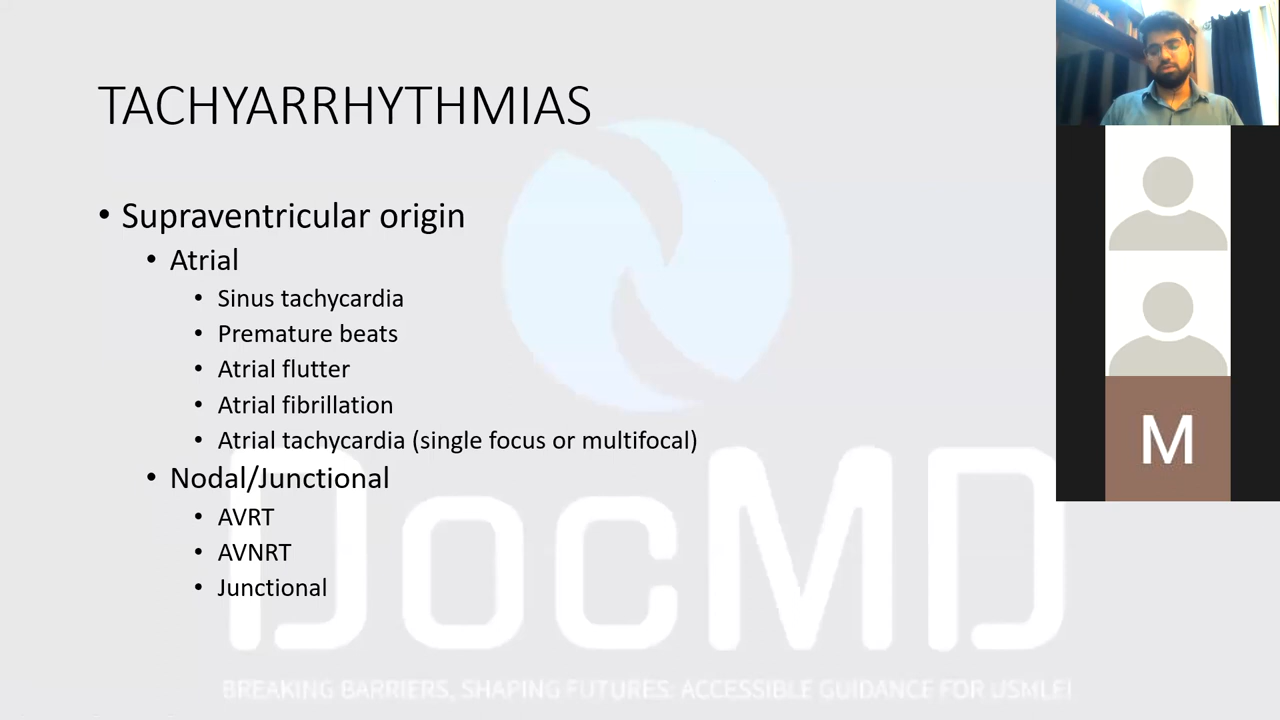 TACHYARRHYTHMIAS
• Supraventricular origin
• Atrial
• Sinus tachycardia
• Premature beats
• Atrial flutter
• Atrial fibrillation
• Atrial tachycardia (single focus or multifocal)
• Nodal/Junctional
• AVRT
• AVNRT
• Junctional
DocMD
BREAKING BARRIERS, SHAPING FUTURES: ACCESSIBLE GUIDANCE FOR USMLE!
M